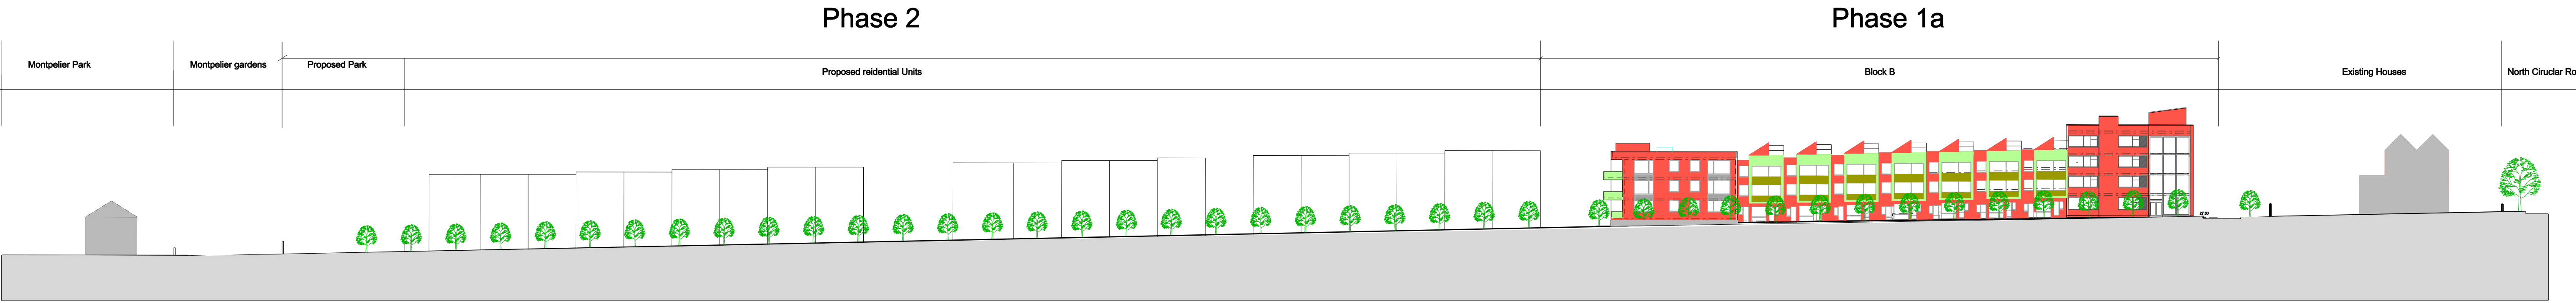 Phase 2
Phase 1a
Montpelier Park
Montpelier gardens
Proposed Park
Proposed reidential Units
Block B
Existing Houses
North Ciruclar Ro